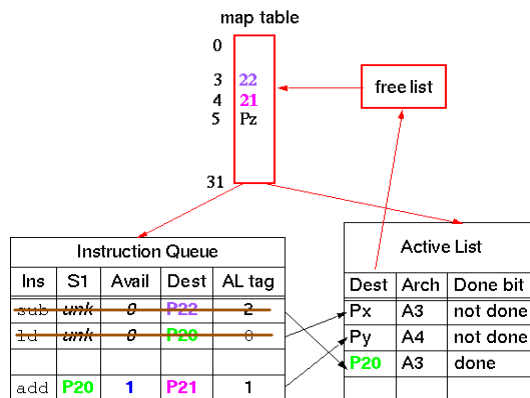 map table
0
3 22
4 21
5 Pz
31
free list
Instruction Queue
Ins S1 Avail Dest AL tag
sub unk 0 P22 2
ld unk 0 P20 0
add P20 1 P21 1
Active List
Dest Arch Done bit
Px A3 not done
Py A4 not done
P20 A3 done